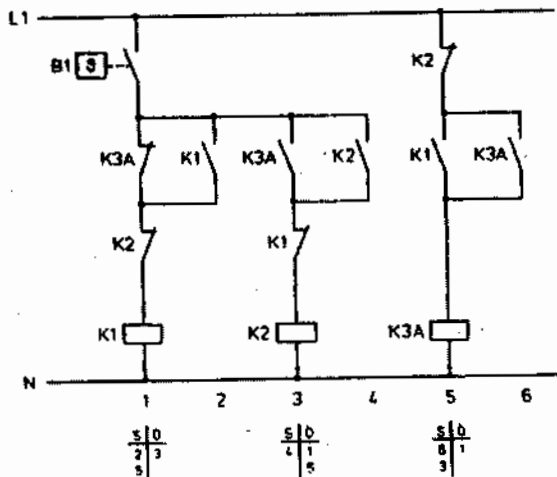 L1
B1 ϑ K2
K3A K1 K3A K2 K1 K3A
K2 K1
K1 K2 K3A
N
1 2 3 4 5 6
S Ö S Ö S Ö
2 3 4 1 6 1
5 5 3